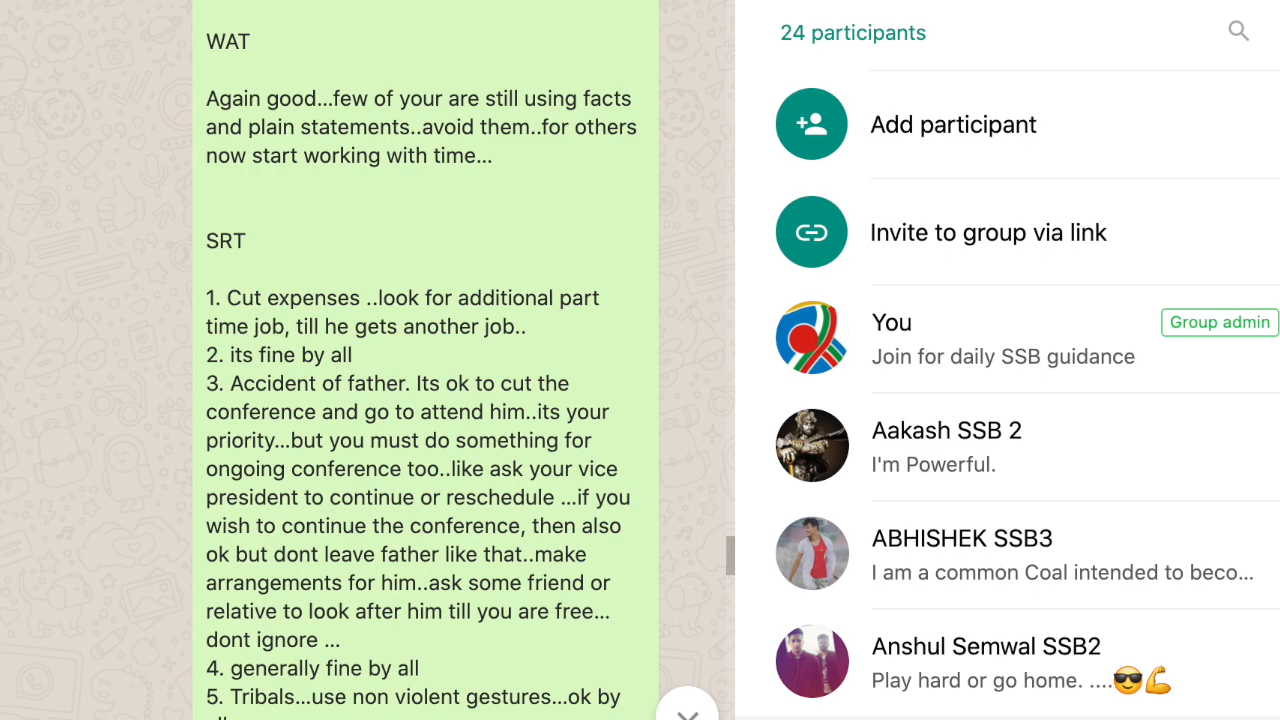 WAT
Again good...few of your are still using facts
and plain statements..avoid them..for others
now start working with time...
SRT
1. Cut expenses ..look for additional part
time job, till he gets another job..
2. its fine by all
3. Accident of father. Its ok to cut the
conference and go to attend him..its your
priority...but you must do something for
ongoing conference too..like ask your vice
president to continue or reschedule ...if you
wish to continue the conference, then also
ok but dont leave father like that..make
arrangements for him..ask some friend or
relative to look after him till you are free...
dont ignore ...
4. generally fine by all
5. Tribals...use non violent gestures...ok by
24 participants
Add participant
Invite to group via link
You
Group admin
Join for daily SSB guidance
Aakash SSB 2
I'm Powerful.
ABHISHEK SSB3
I am a common Coal intended to beco...
Anshul Semwal SSB2
Play hard or go home. ....😎💪